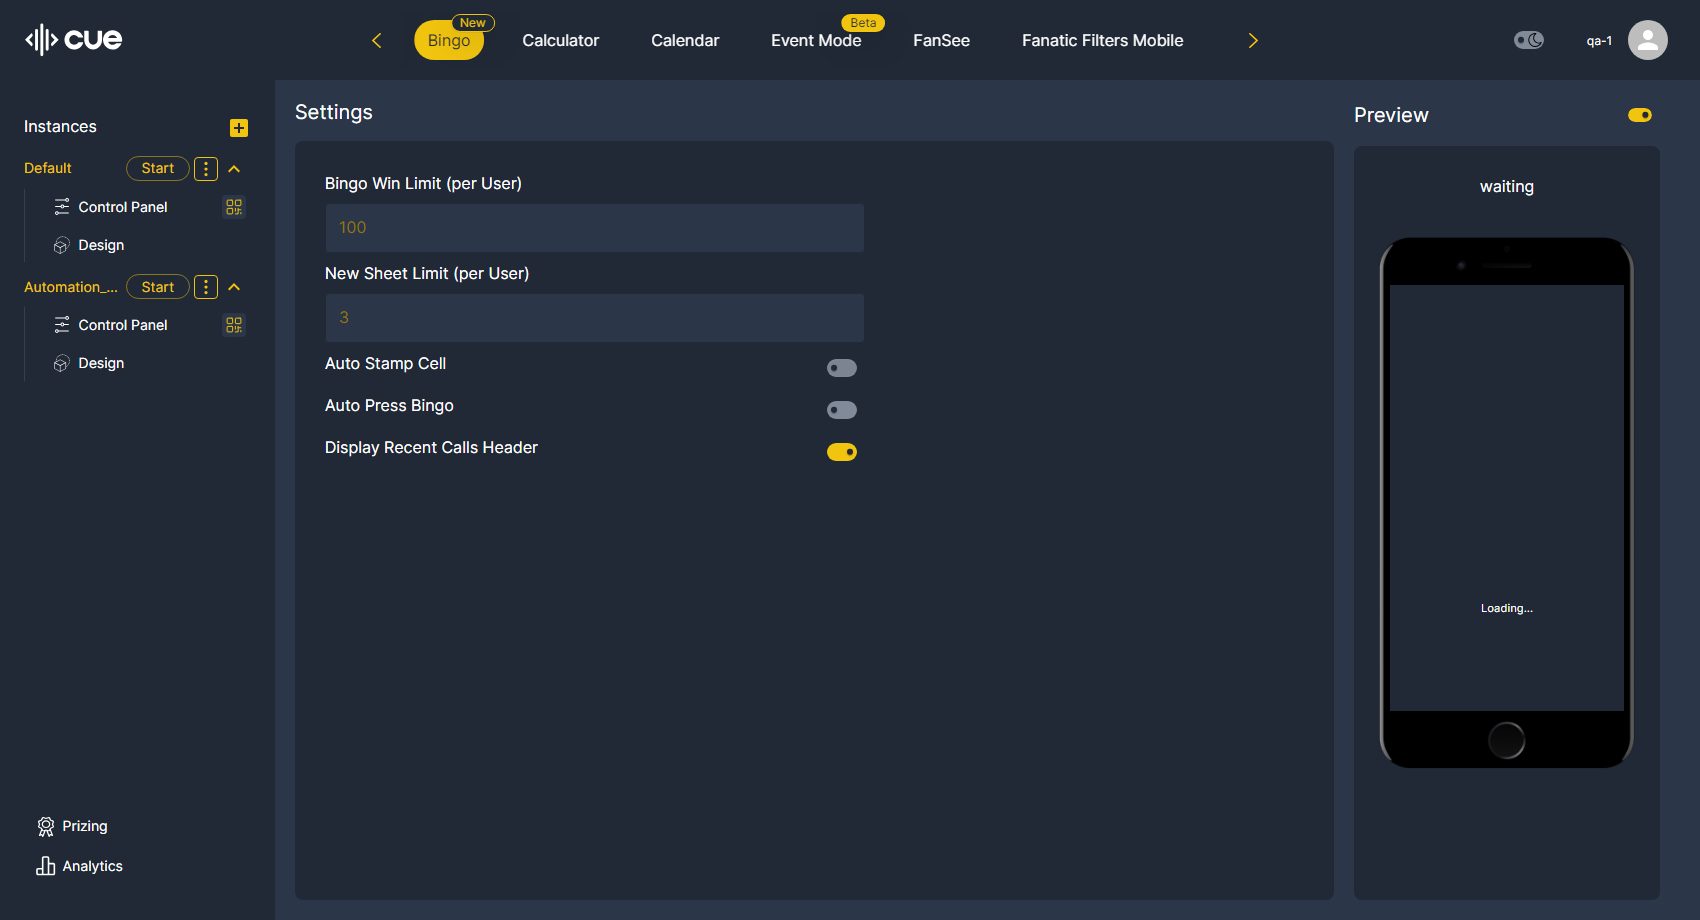 cue
Bingo
New
Calculator
Calendar
Event Mode
Beta
FanSee
Fanatic Filters Mobile
qa-1
Instances
Default
Start
Control Panel
Design
Automation_...
Start
Control Panel
Design
Prizing
Analytics
Settings
Bingo Win Limit (per User)
100
New Sheet Limit (per User)
3
Auto Stamp Cell
Auto Press Bingo
Display Recent Calls Header
Preview
waiting
Loading...